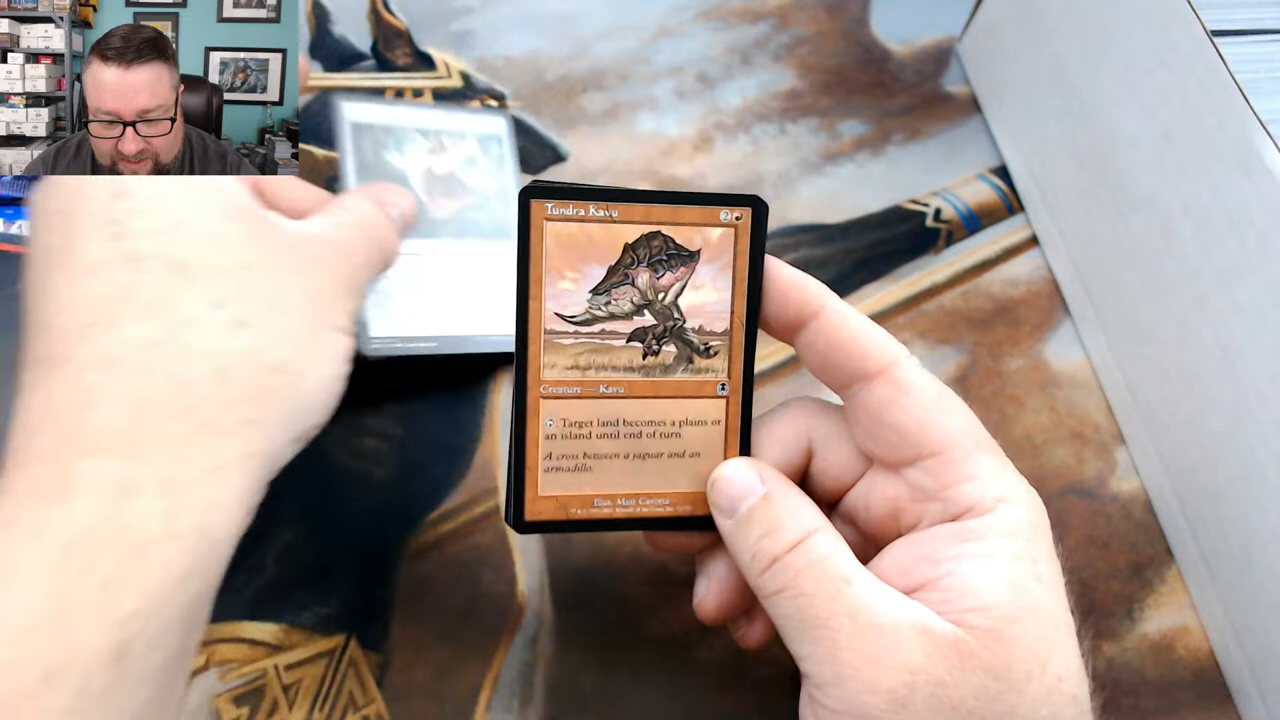 Tundra Kavu
2
Creature — Kavu
: Target land becomes a plains or
an island until end of turn.
A cross between a jaguar and an
armadillo.
Illus. Matt Cavotta